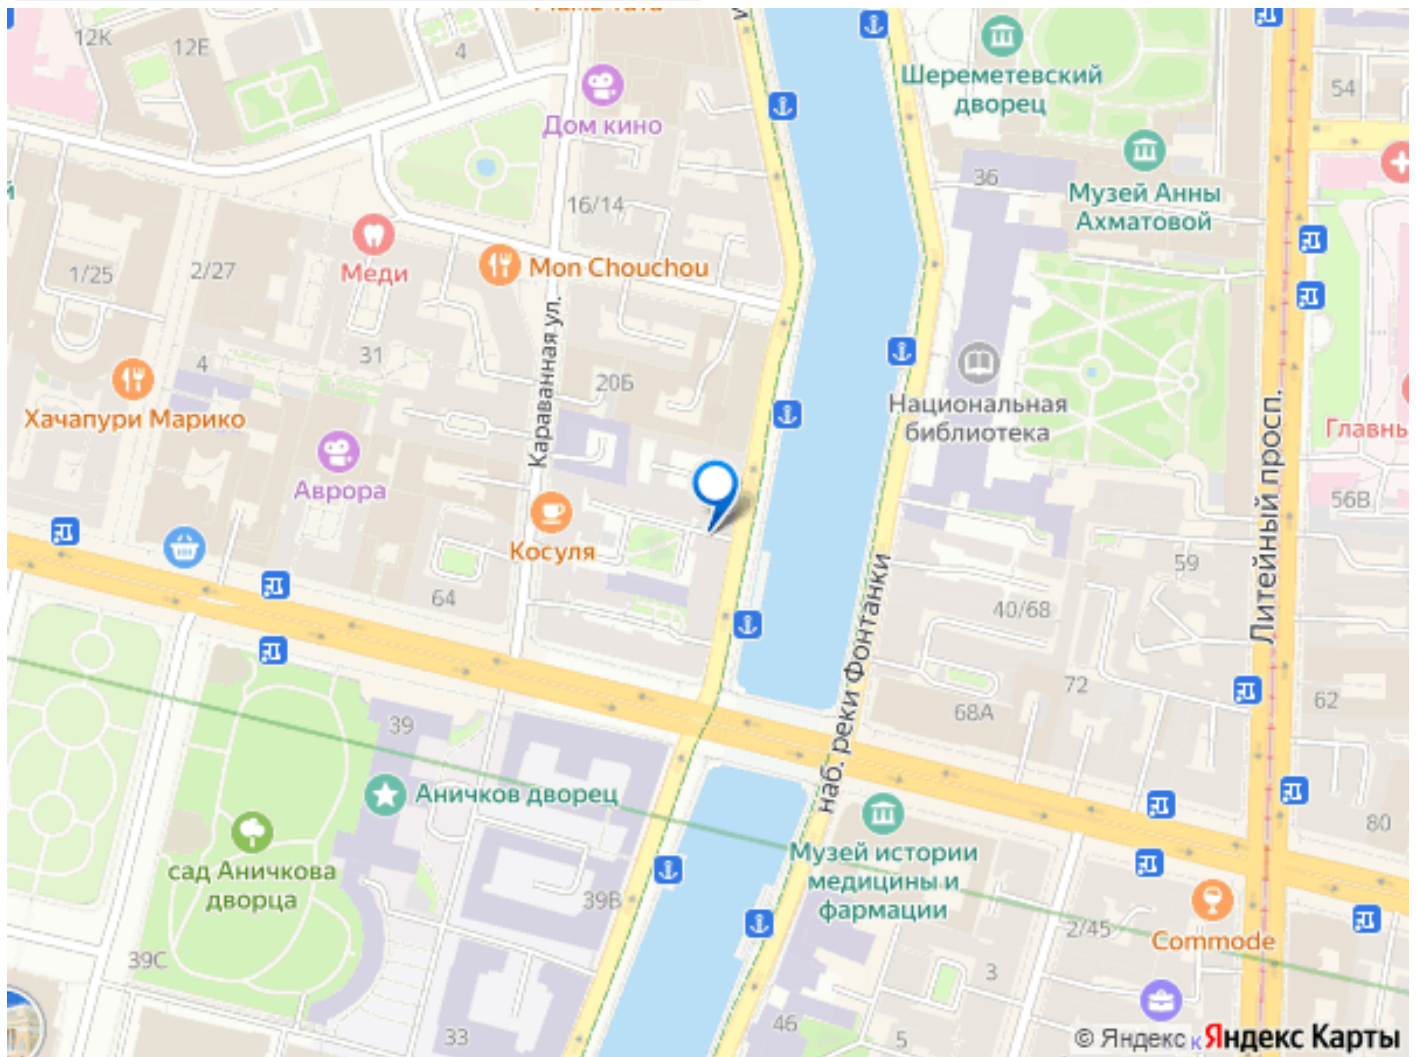 12К
12Е
4
Дом кино
Шереметевский
дворец
54
36
Музей Анны
Ахматовой
16/14
й
1/25
2/27
Меди
Mon Chouchou
Караванная ул.
31
4
20Б
Хачапури Марико
Национальная
библиотека
Литейный просп.
Главны
Аврора
56В
Косуля
59
64
40/68
наб. реки Фонтанки
72
62
68А
39
Аничков дворец
80
Музей истории
медицины и
фармации
сад Аничкова
дворца
39В
2/45
Commode
39С
3
46
5
33
© Яндекс к Яндекс Карты